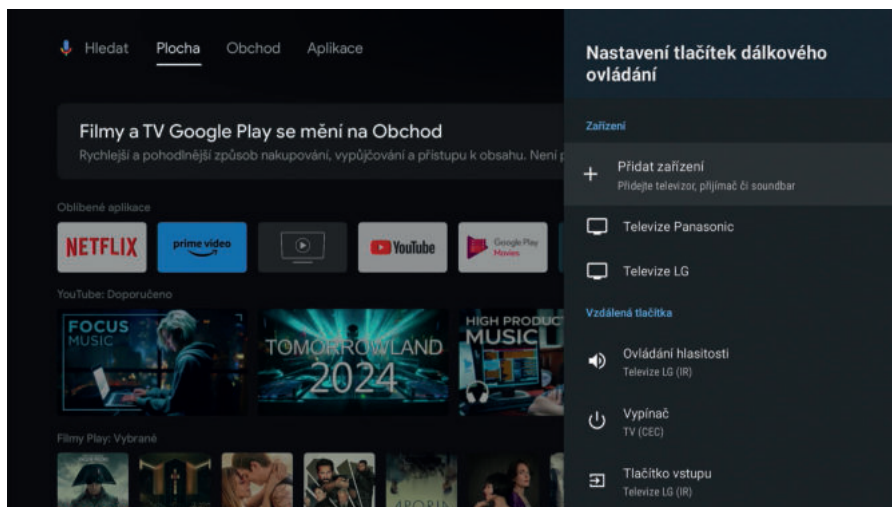 Hledat Plocha Obchod Aplikace
Filmy a TV Google Play se mění na Obchod
Rychlejší a pohodlnější způsob nakupování, vypůjčování a přístupu k obsahu. Není
Oblíbené aplikace
NETFLIX prime video YouTube Google Play Movies
YouTube: Doporučeno
FOCUS
MUSIC
TOMORROWLAND
2024
HIGH PRODUC
MUSIC
Filmy Play: Vybrané
Nastavení tlačítek dálkového
ovládání
Zařízení
Přidat zařízení
Přidejte televizor, přijímač či soundbar
Televize Panasonic
Televize LG
Vzdálená tlačítka
Ovládání hlasitosti
Televize LG (IR)
Vypínač
TV (CEC)
Tlačítko vstupu
Televize LG (IR)